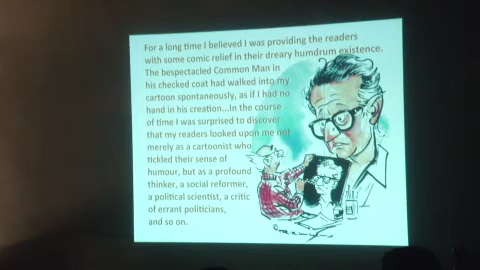 For a long time I believed I was providing the readers
with some comic relief in their dreary humdrum existence.
The bespectacled Common Man in
his checked coat had walked into my
cartoon spontaneously, as if I had no
hand in his creation...In the course
of time I was surprised to discover
that my readers looked upon me not
merely as a cartoonist who
tickled their sense of
humour, but as a profound
thinker, a social reformer,
a political scientist, a critic
of errant politicians,
and so on.